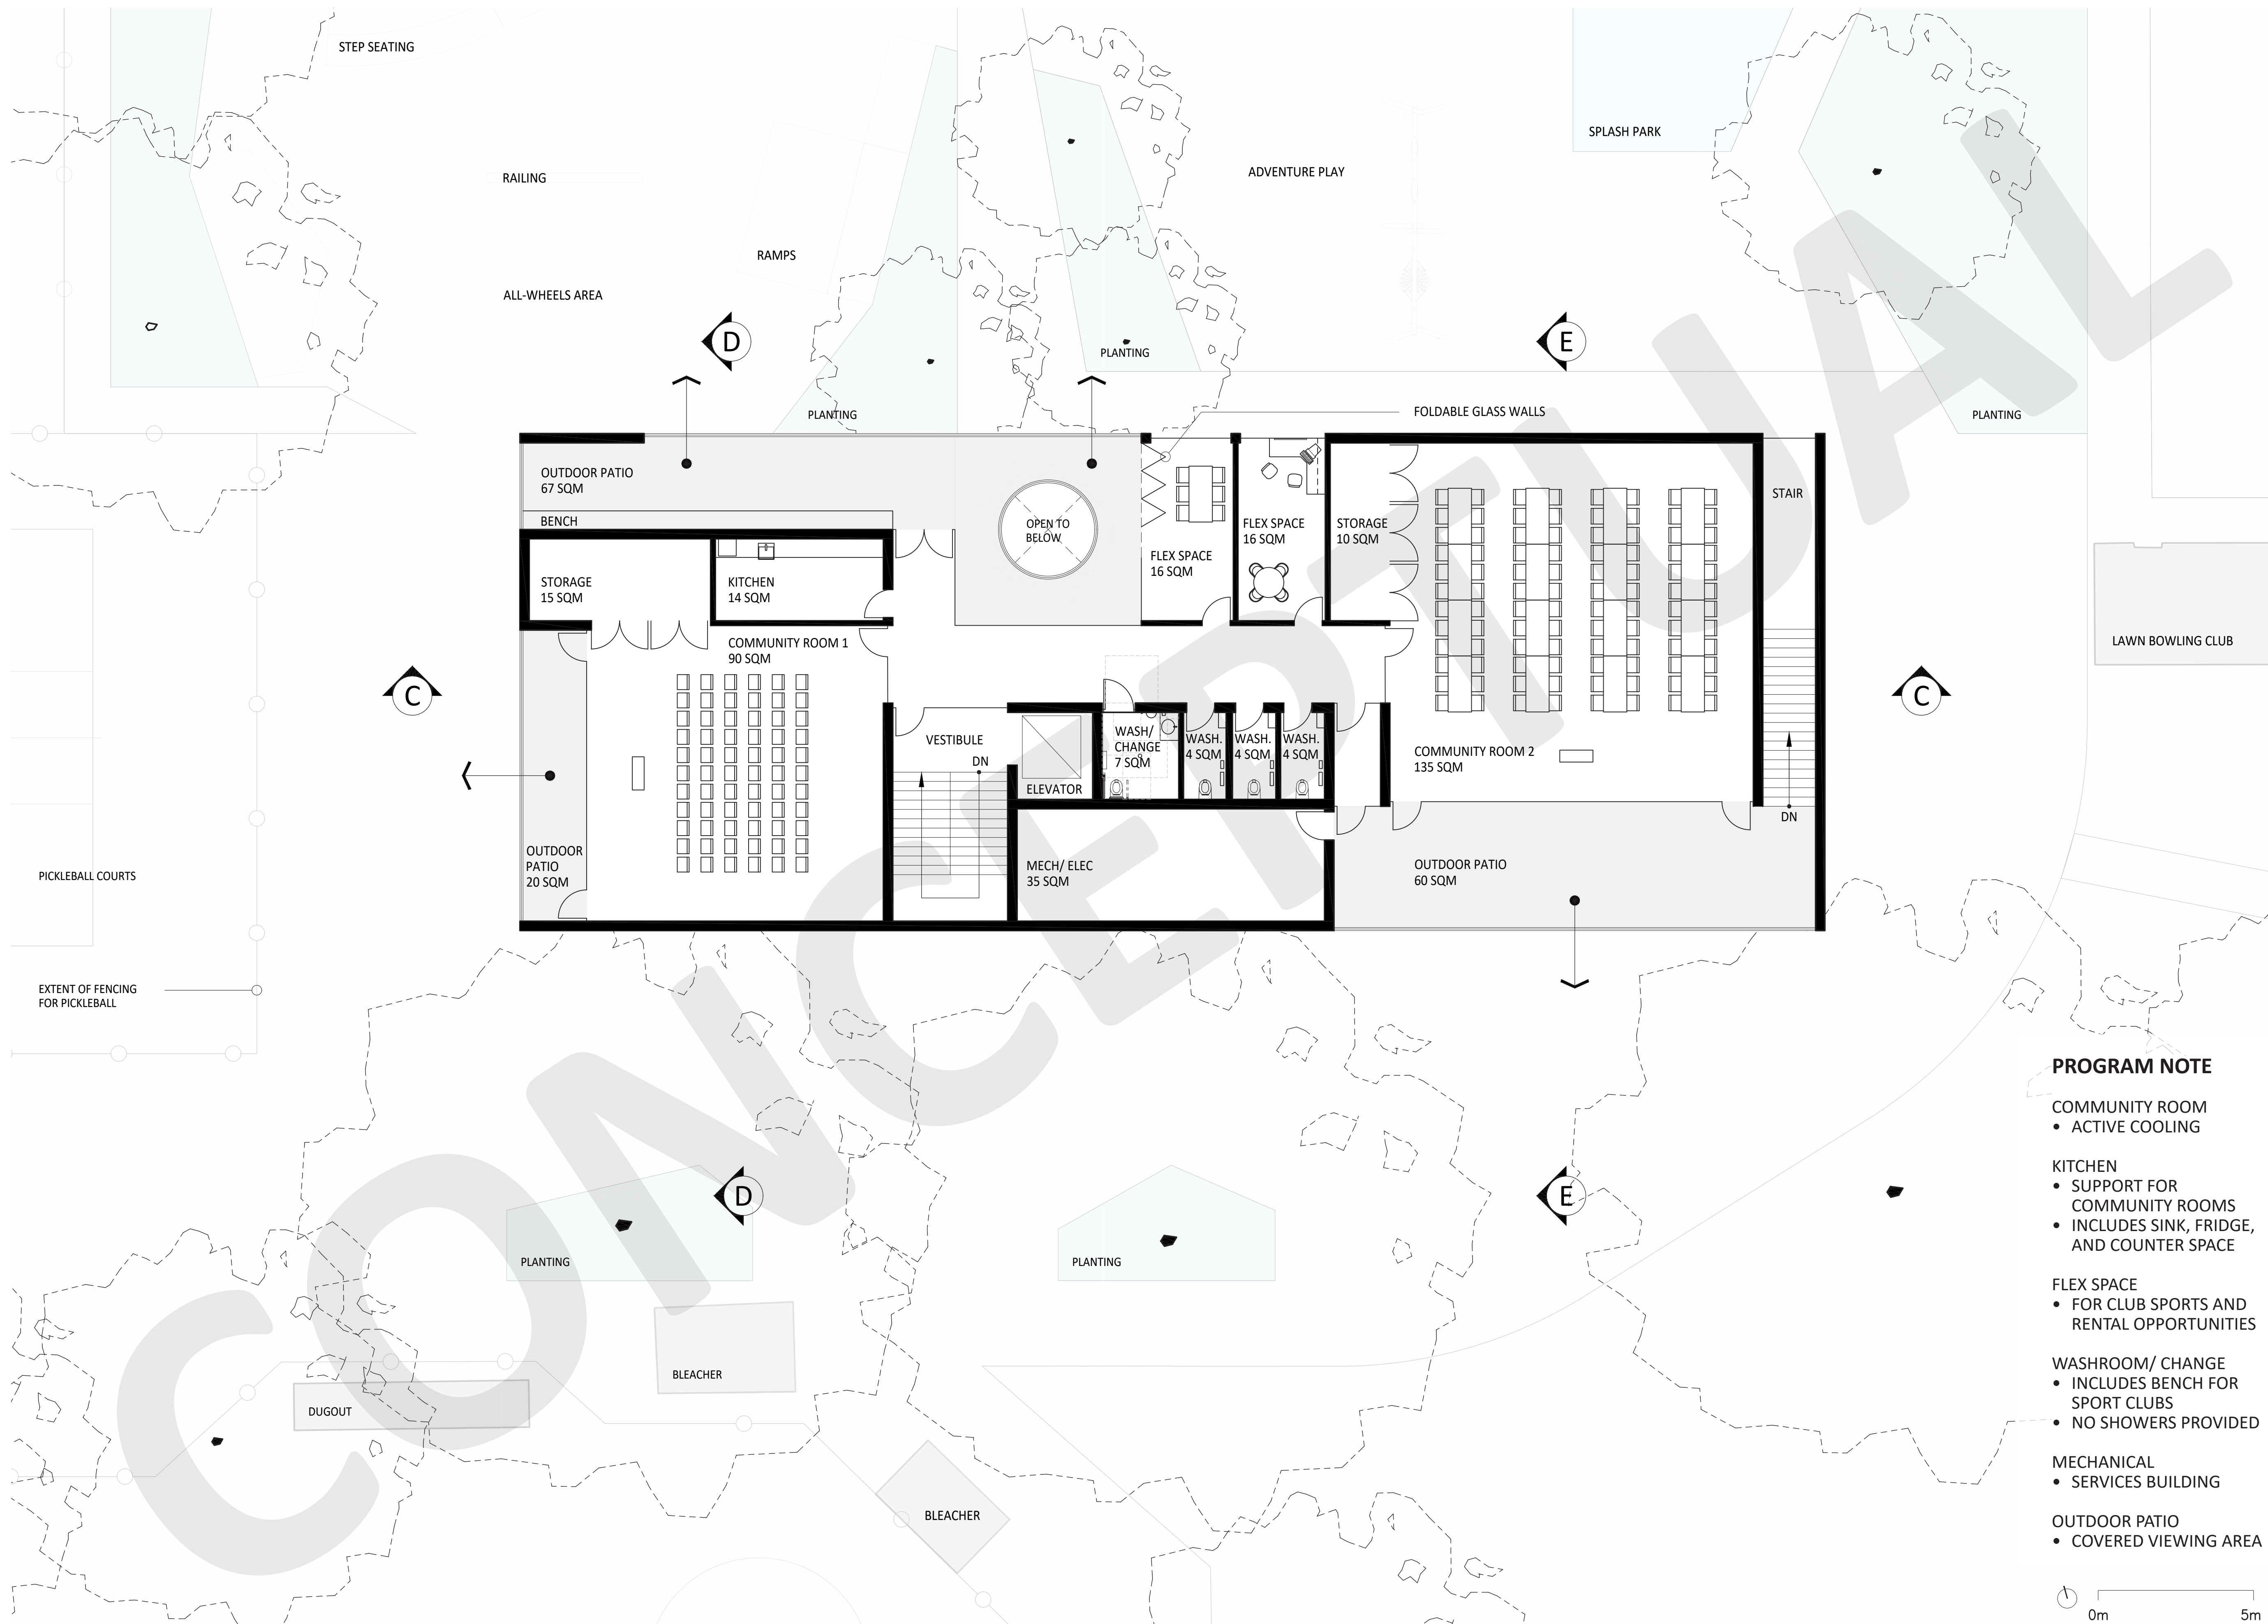 STEP SEATING
SPLASH PARK
RAILING
ADVENTURE PLAY
RAMPS
ALL-WHEELS AREA
D
E
PLANTING
PLANTING
FOLDABLE GLASS WALLS
PLANTING
OUTDOOR PATIO
67 SQM
BENCH
OPEN TO
BELOW
FLEX SPACE
16 SQM
FLEX SPACE
16 SQM
STORAGE
10 SQM
STAIR
STORAGE
15 SQM
KITCHEN
14 SQM
COMMUNITY ROOM 1
90 SQM
LAWN BOWLING CLUB
C
C
VESTIBULE
DN
ELEVATOR
WASH/
CHANGE
7 SQM
WASH.
4 SQM
WASH.
4 SQM
WASH.
4 SQM
COMMUNITY ROOM 2
135 SQM
DN
OUTDOOR
PATIO
20 SQM
MECH/ ELEC
35 SQM
OUTDOOR PATIO
60 SQM
PICKLEBALL COURTS
EXTENT OF FENCING
FOR PICKLEBALL
D
E
PLANTING
PLANTING
BLEACHER
DUGOUT
BLEACHER
CONCEPTUAL
PROGRAM NOTE
COMMUNITY ROOM
• ACTIVE COOLING
KITCHEN
• SUPPORT FOR
COMMUNITY ROOMS
• INCLUDES SINK, FRIDGE,
AND COUNTER SPACE
FLEX SPACE
• FOR CLUB SPORTS AND
RENTAL OPPORTUNITIES
WASHROOM/ CHANGE
• INCLUDES BENCH FOR
SPORT CLUBS
• NO SHOWERS PROVIDED
MECHANICAL
• SERVICES BUILDING
OUTDOOR PATIO
• COVERED VIEWING AREA
0m
5m